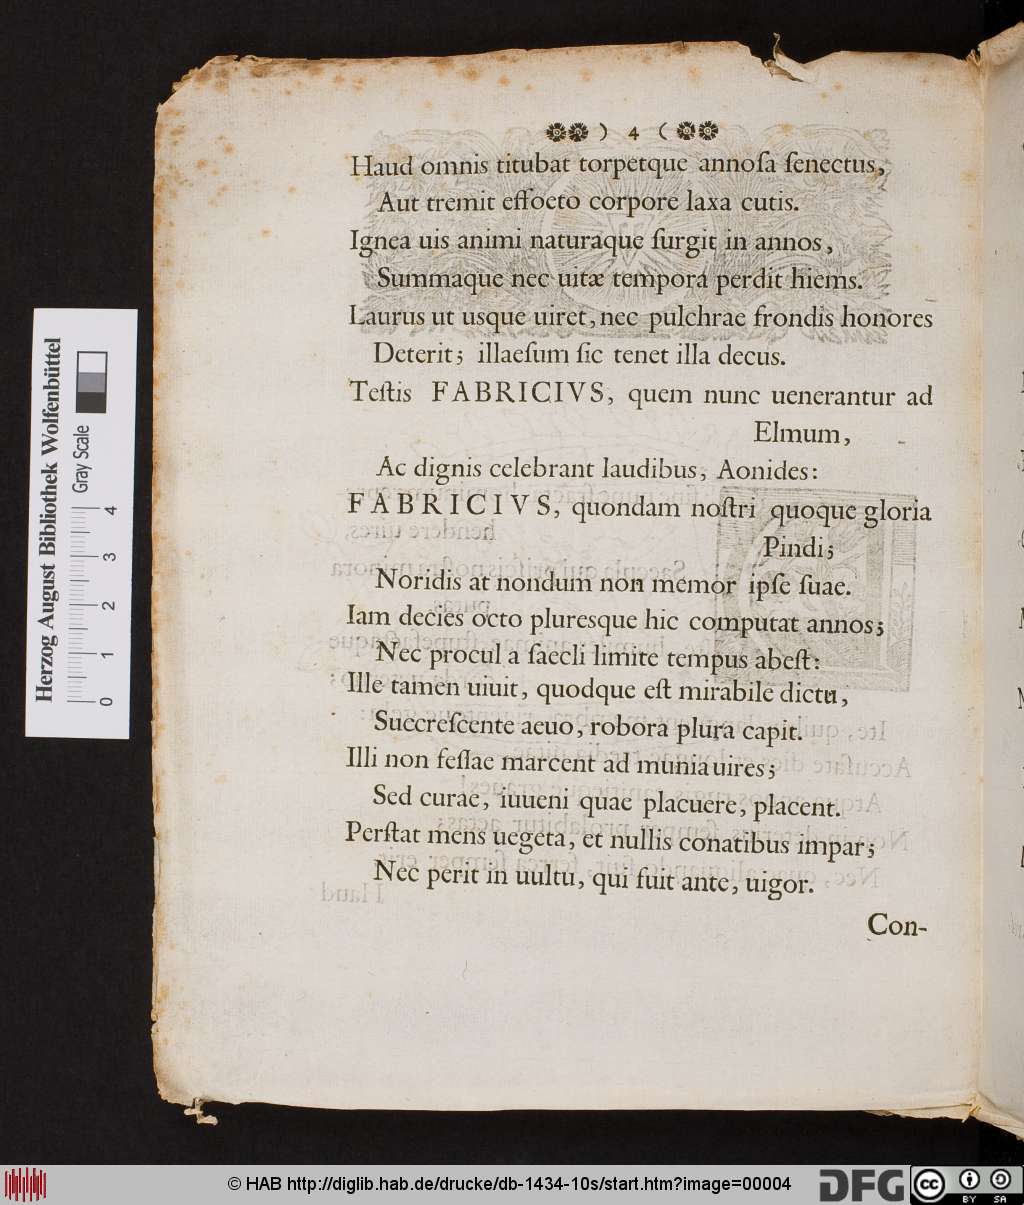 ) 4 (
Haud omnis titubat torpetque annoſa ſenectus,
Aut tremit effoeto corpore laxa cutis.
Ignea uis animi naturaque ſurgit in annos,
Summaque nec uitæ tempora perdit hiems.
Laurus ut usque uiret, nec pulchrae frondis honores
Deterit; illaeſum ſic tenet illa decus.
Teſtis FABRICIVS, quem nunc uenerantur ad
Elmum,
Ac dignis celebrant laudibus, Aonides:
FABRICIVS, quondam noſtri quoque gloria
Pindi;
Noridis at nondum non memor ipſe ſuae.
Iam decies octo pluresque hic computat annos;
Nec procul a ſaecli limite tempus abeſt:
Ille tamen uiuit, quodque eſt mirabile dictu,
Succreſcente aeuo, robora plura capit.
Illi non feſſae marcent ad munia uires;
Sed curae, iuueni quae placuere, placent.
Perſtat mens uegeta, et nullis conatibus impar;
Nec perit in uultu, qui fuit ante, uigor.
Con-
Herzog August Bibliothek Wolfenbüttel
Gray Scale
0 1 2 3 4
© HAB http://diglib.hab.de/drucke/db-1434-10s/start.htm?image=00004
DFG
cc BY SA